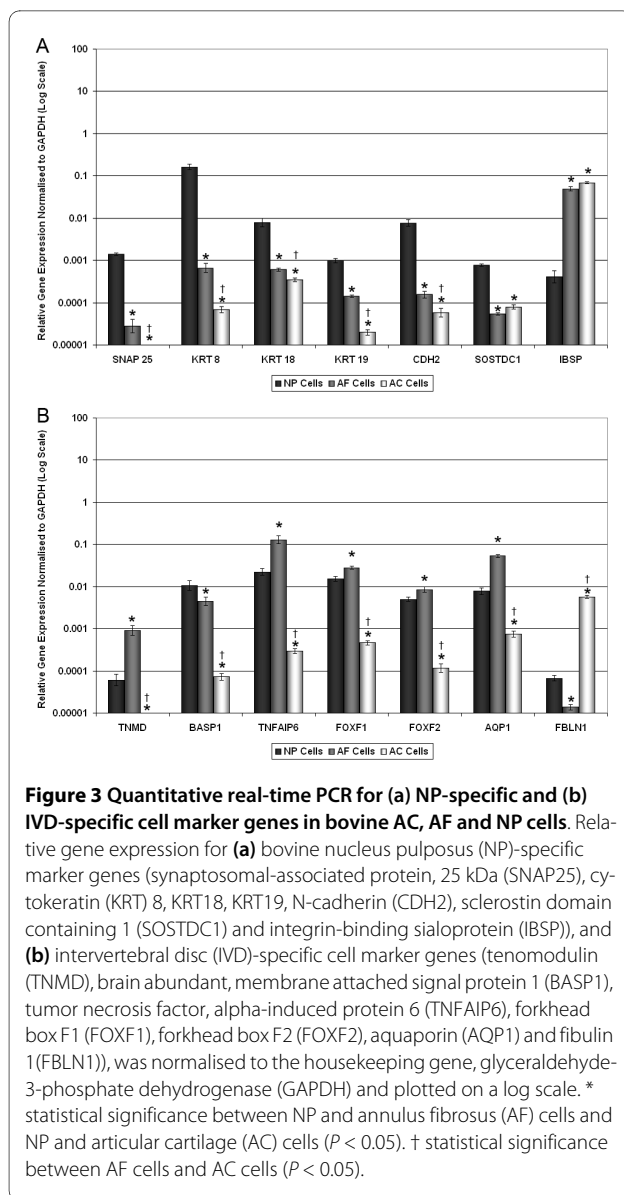 A
Relative Gene Expression Normalised to GAPDH (Log Scale)
100
10
1
0.1
0.01
0.001
0.0001
0.00001
* † * * † * * † * * † * * † * * * * *
SNAP 25 KRT 8 KRT 18 KRT 19 CDH2 SOSTDC1 IBSP
NP Cells AF Cells AC Cells
B
Relative Gene Expression Normalised to GAPDH (Log Scale)
100
10
1
0.1
0.01
0.001
0.0001
0.00001
* † * * † * * † * * † * * † * * † * * † *
TNMD BASP1 TNFAIP6 FOXF1 FOXF2 AQP1 FBLN1
NP Cells AF Cells AC Cells
Figure 3 Quantitative real-time PCR for (a) NP-specific and (b)
IVD-specific cell marker genes in bovine AC, AF and NP cells. Rela-
tive gene expression for (a) bovine nucleus pulposus (NP)-specific
marker genes (synaptosomal-associated protein, 25 kDa (SNAP25), cy-
tokeratin (KRT) 8, KRT18, KRT19, N-cadherin (CDH2), sclerostin domain
containing 1 (SOSTDC1) and integrin-binding sialoprotein (IBSP)), and
(b) intervertebral disc (IVD)-specific cell marker genes (tenomodulin
(TNMD), brain abundant, membrane attached signal protein 1 (BASP1),
tumor necrosis factor, alpha-induced protein 6 (TNFAIP6), forkhead
box F1 (FOXF1), forkhead box F2 (FOXF2), aquaporin (AQP1) and fibulin
1(FBLN1)), was normalised to the housekeeping gene, glyceraldehyde-
3-phosphate dehydrogenase (GAPDH) and plotted on a log scale. *
statistical significance between NP and annulus fibrosus (AF) cells and
NP and articular cartilage (AC) cells (P < 0.05). † statistical significance
between AF cells and AC cells (P < 0.05).